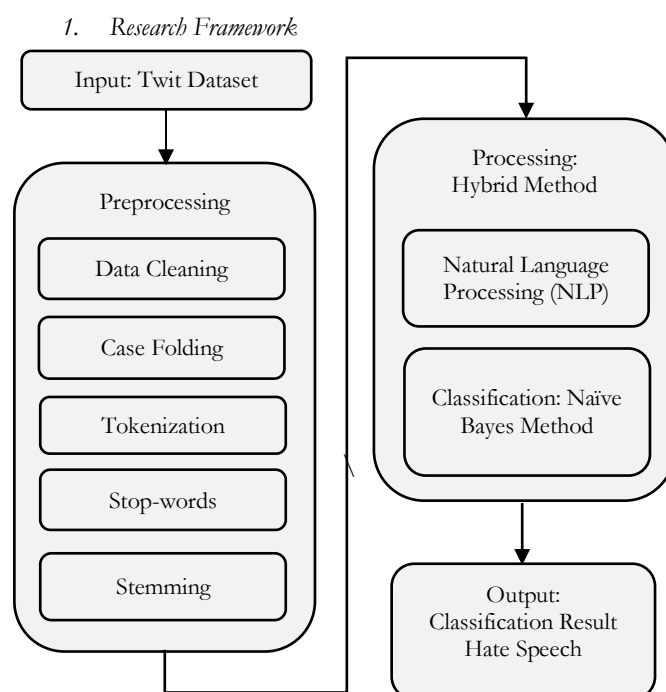 1. Research Framework
Input: Twit Dataset
Preprocessing
Data Cleaning
Case Folding
Tokenization
Stop-words
Stemming
Processing:
Hybrid Method
Natural Language
Processing (NLP)
Classification: Naïve
Bayes Method
Output:
Classification Result
Hate Speech